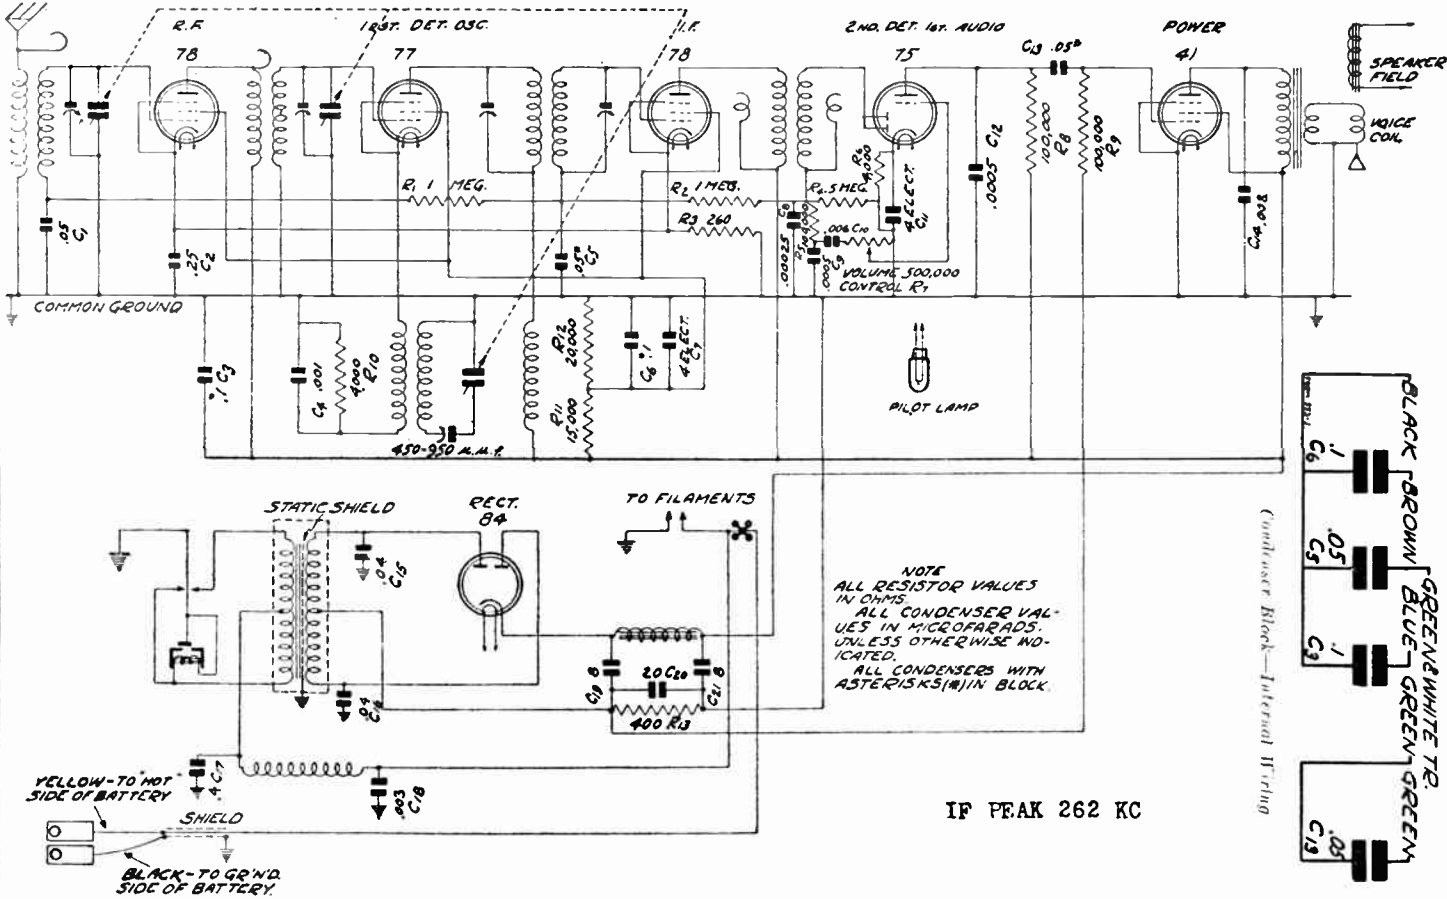 R.F.
1ST. DET. OSC.
I.F.
2ND. DET. 1ST. AUDIO
POWER
78
77
78
75
41
C13 .05*
SPEAKER
FIELD
VOICE
COIL
100,000
R8
100,000
R9
.0005 C12
C14 .008
R1 1 MEG.
R2 1 MEG.
R3 260
R4 .5 MEG.
R6
4,000
4 ELECT.
C11
C8
.00025
R5 100,000
.006 C10
C9
.0005
VOLUME 500,000
CONTROL R7
.05
C1
.25
C2
.05*
C5
COMMON GROUND
*.1 C3
C4 .001
4000
R10
450-950 M.M.F.
R12
20,000
R11
15,000
C6 *.1
4 ELECT.
C7
PILOT LAMP
STATIC SHIELD
RECT.
84
TO FILAMENTS
.04
C15
.04
C16
C19 8
20 C20
C21 8
400 R13
.4 C17
.003
C18
NOTE
ALL RESISTOR VALUES
IN OHMS.
ALL CONDENSER VAL-
UES IN MICROFARADS.
UNLESS OTHERWISE IND-
ICATED.
ALL CONDENSERS WITH
ASTERISKS(*)IN BLOCK.
YELLOW-TO "HOT"
SIDE OF BATTERY
SHIELD
BLACK-TO GR'ND.
SIDE OF BATTERY.
IF PEAK 262 KC
Condenser Block—Internal Wiring
BLACK
BROWN
GREEN&WHITE TR.
BLUE
GREEN
GREEN
.1
C6
.05
C5
.1
C3
.05
C13